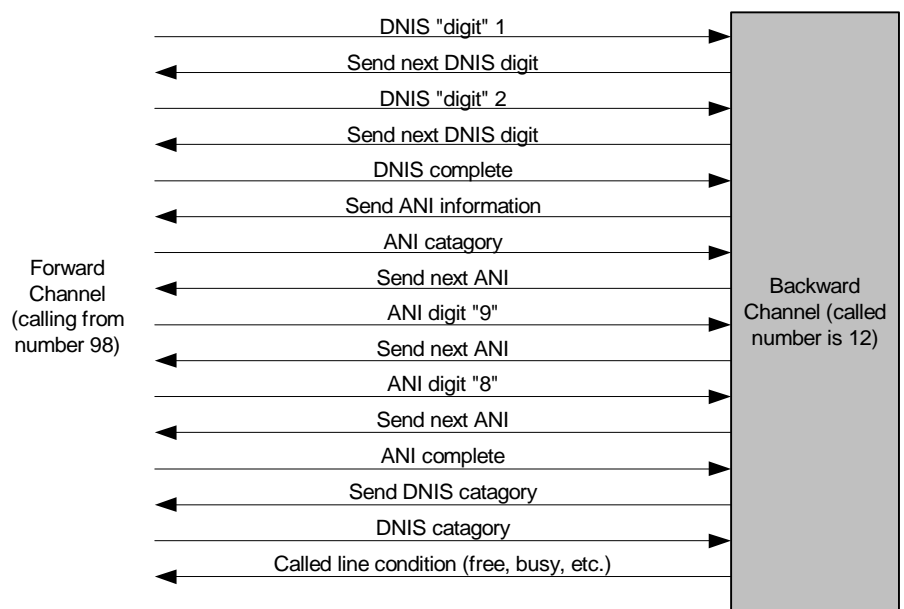 DNIS "digit" 1
Send next DNIS digit
DNIS "digit" 2
Send next DNIS digit
DNIS complete
Send ANI information
ANI catagory
Send next ANI
ANI digit "9"
Send next ANI
ANI digit "8"
Send next ANI
ANI complete
Send DNIS catagory
DNIS catagory
Called line condition (free, busy, etc.)
Forward
Channel
(calling from
number 98)
Backward
Channel (called
number is 12)